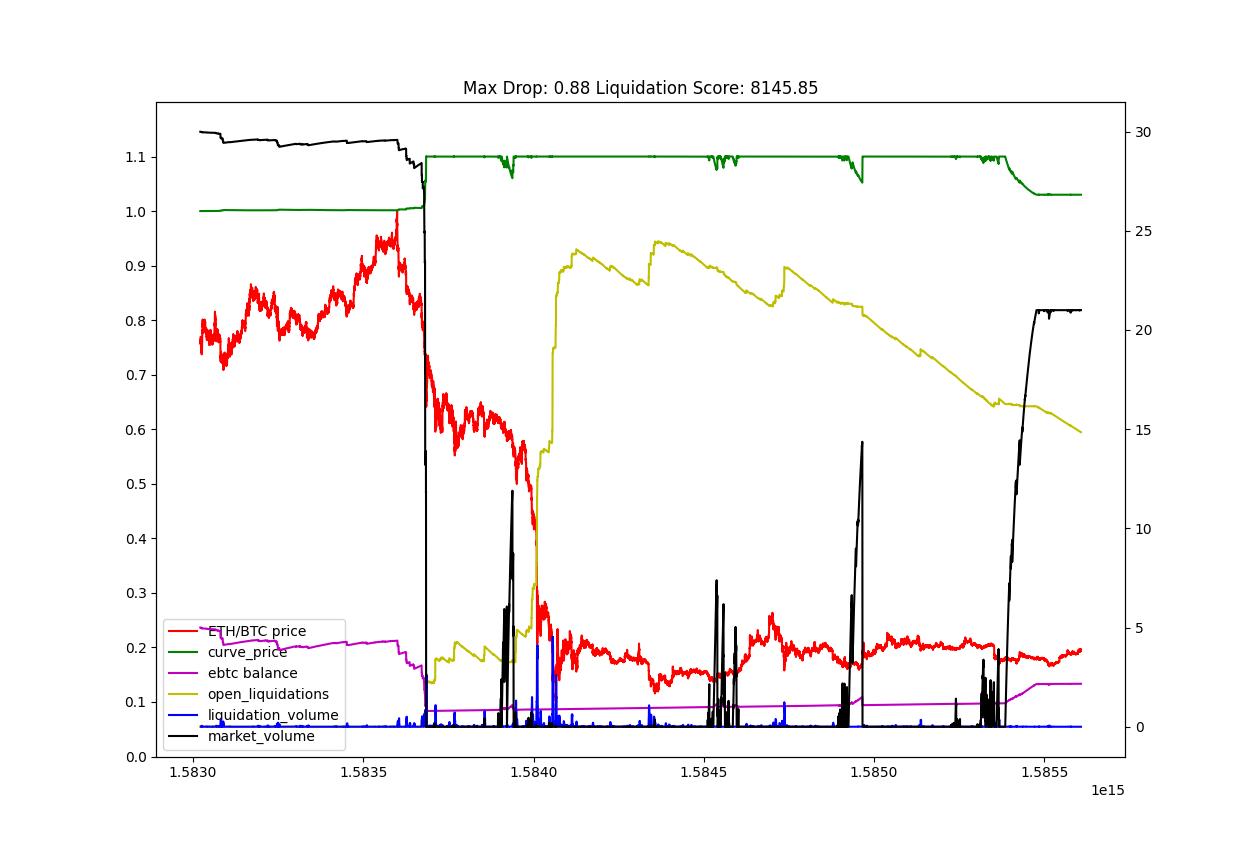 Max Drop: 0.88 Liquidation Score: 8145.85
1.1
1.0
0.9
0.8
0.7
0.6
0.5
0.4
0.3
0.2
0.1
0.0
30
25
20
15
10
5
0
ETH/BTC price
curve_price
ebtc balance
open_liquidations
liquidation_volume
market_volume
1.5830 1.5835 1.5840 1.5845 1.5850 1.5855
1e15